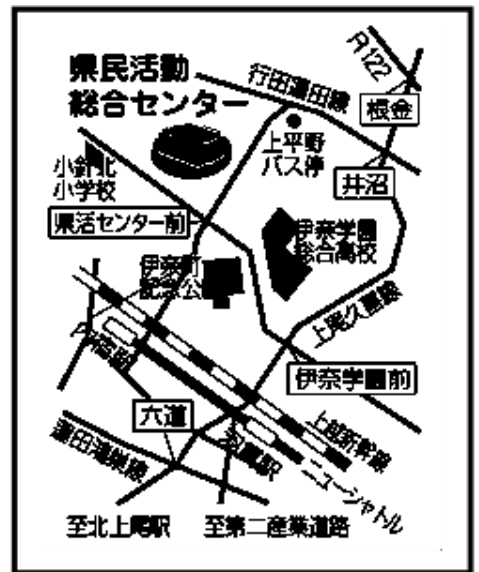 県民活動
総合センター
行田蓮田線
R122
根金
上平野
バス停
井沼
小針北
小学校
県活センター前
伊奈学園
総合高校
伊奈町
記念公
上尾久喜線
伊奈学園前
六道
上越新幹線
蓮田鴻巣線
ニューシャトル
至北上尾駅
至第二産業道路